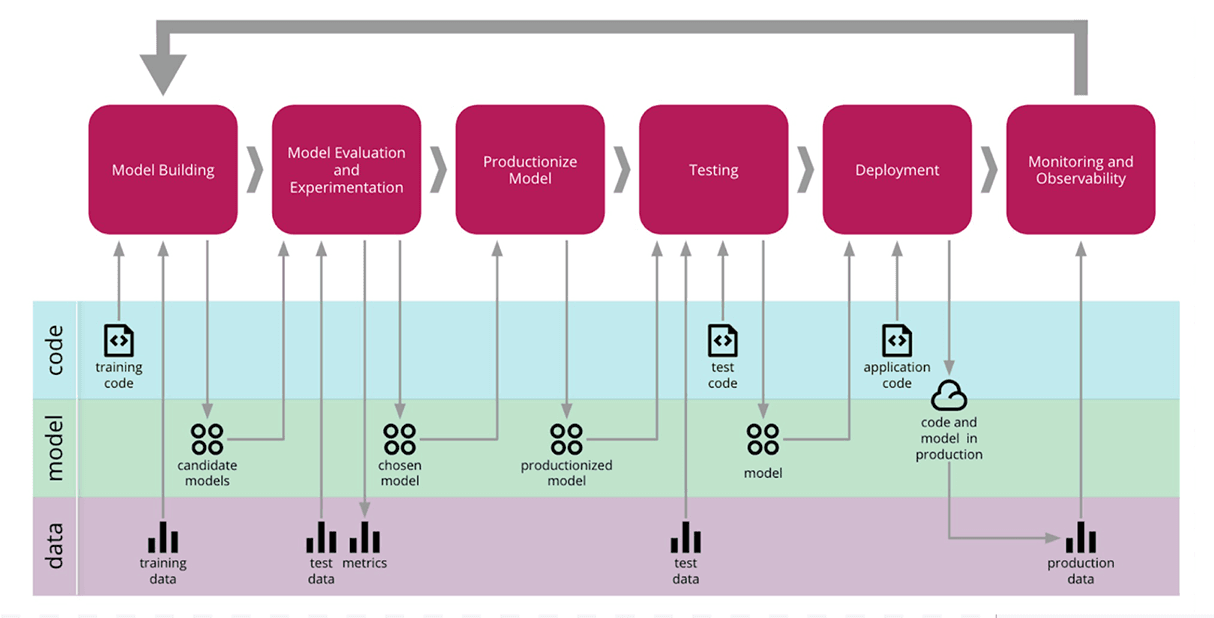 Model Building
Model Evaluation
and
Experimentation
Productionize
Model
Testing
Deployment
Monitoring and
Observability
code
training
code
test
code
application
code
model
candidate
models
chosen
model
productionized
model
model
code and
model in
production
data
training
data
test
data
metrics
test
data
production
data